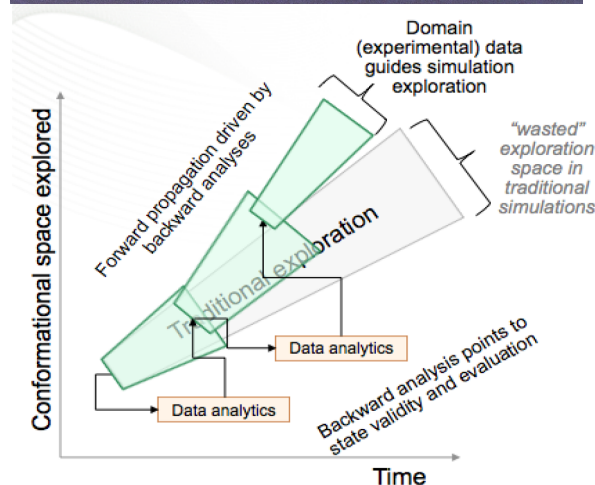 Domain
(experimental) data
guides simulation
exploration
"wasted"
exploration
space in
traditional
simulations
Forward propagation driven by
backward analyses
Conformational space explored
Traditional exploration
Data analytics
Data analytics
Backward analysis points to
state validity and evaluation
Time